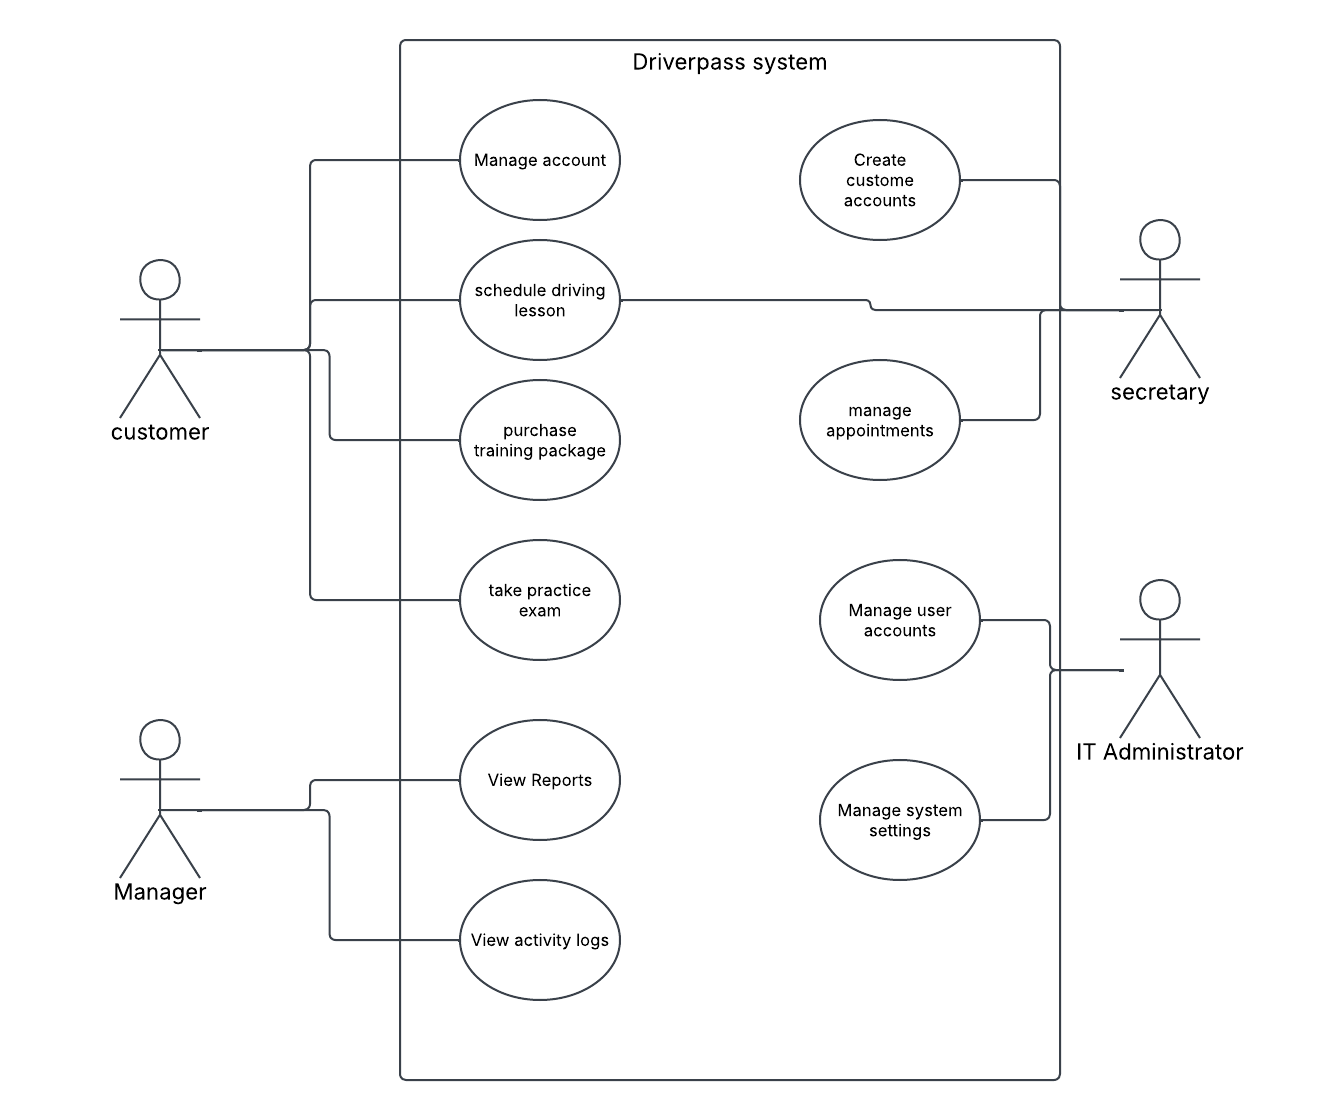 Driverpass system
Manage account
Create
custome
accounts
schedule driving
lesson
customer
secretary
purchase
training package
manage
appointments
take practice
exam
Manage user
accounts
IT Administrator
View Reports
Manage system
settings
Manager
View activity logs